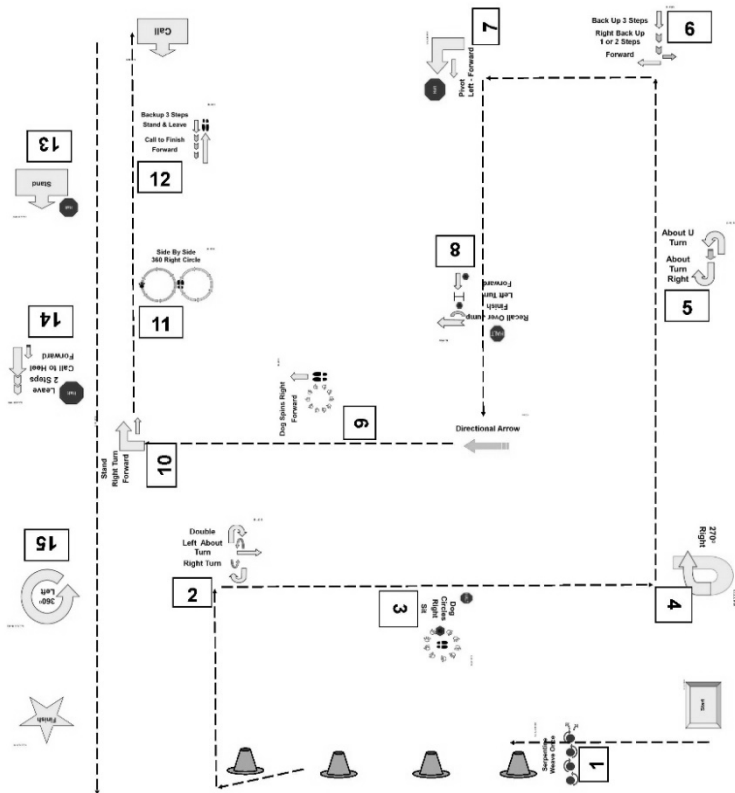 Call
7
Pivot
Left - Forward
Back Up 3 Steps
Right Back Up
1 or 2 Steps
Forward
6
Backup 3 Steps
Stand & Leave
Call to Finish
Forward
12
13
Stand
Halt
About U
Turn
About
Turn
Right
5
8
Forward
Left Turn
Finish
Recall Over Jump
HALT
Side By Side
360 Right Circle
11
14
Forward
Call to Heel
2 Steps
Leave
Halt
Dog Spins Right
Forward
9
Directional Arrow
Stand
Right Turn
Forward
10
15
360°
Left
Double
Left About
Turn
Right Turn
2
3
Dog
Circles
Right
Sit
270°
Right
4
Start
Finish
Serpentine
Weave Once
1